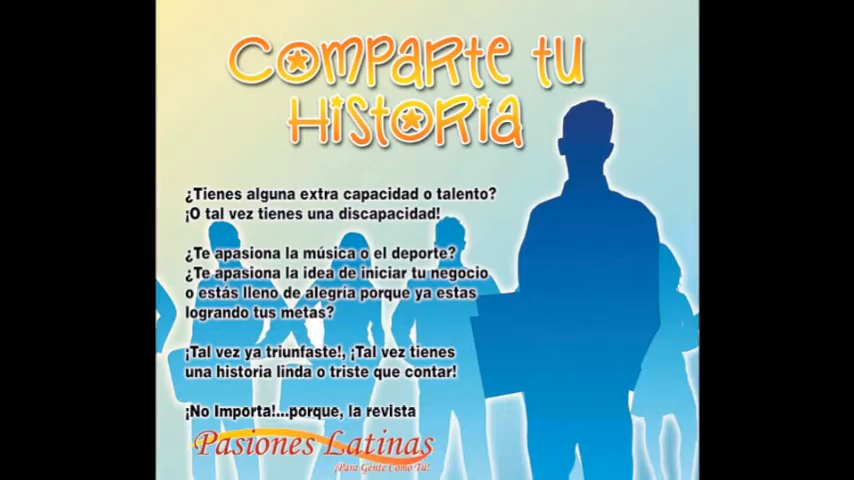 Comparte tu
Historia
¿Tienes alguna extra capacidad o talento?
¡O tal vez tienes una discapacidad!
¿Te apasiona la música o el deporte?
¿Te apasiona la idea de iniciar tu negocio
o estás lleno de alegría porque ya estas
logrando tus metas?
¡Tal vez ya triunfaste!, ¡Tal vez tienes
una historia linda o triste que contar!
¡No Importa!...porque, la revista
Pasiones Latinas
¡Para Gente Como Tú!